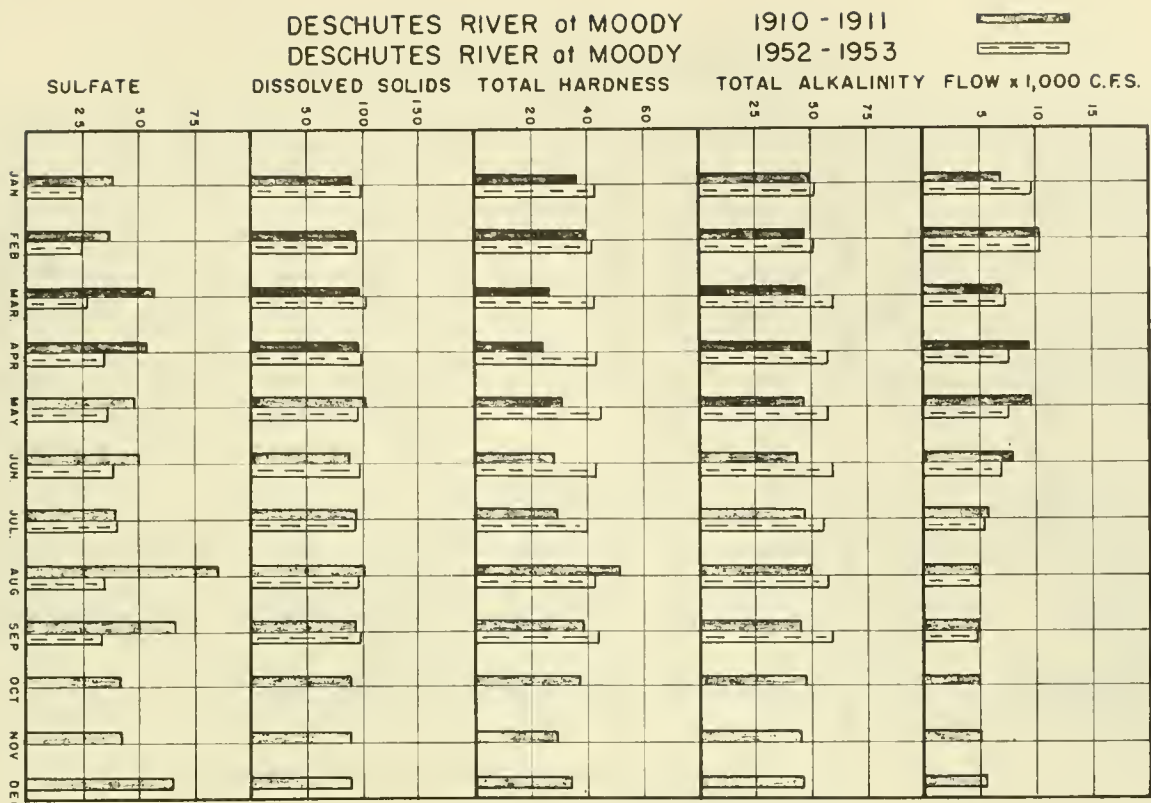 DESCHUTES RIVER at MOODY 1910-1911
DESCHUTES RIVER at MOODY 1952-1953
SULFATE DISSOLVED SOLIDS TOTAL HARDNESS TOTAL ALKALINITY FLOW x 1,000 C.F.S.
25 50 75 50 100 150 20 40 60 25 50 75 5 10 15
JAN
FEB
MAR.
APR
MAY
JUN.
JUL.
AUG
SEP
OCT
NOV